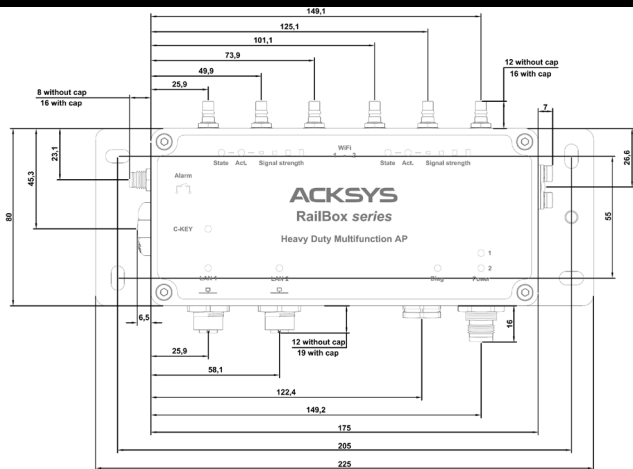 149,1
125,1
101,1
73,9
49,9
25,9
8 without cap
16 with cap
12 without cap
16 with cap
7
23,1
45,3
80
26,6
55
WiFi
1 2
State Act. Signal strength
State Act. Signal strength
Alarm
ACKSYS
RailBox series
C-KEY
Heavy Duty Multifunction AP
1
2
LAN 1
LAN 2
Diag
Power
6,5
16
12 without cap
19 with cap
25,9
58,1
122,4
149,2
175
205
225